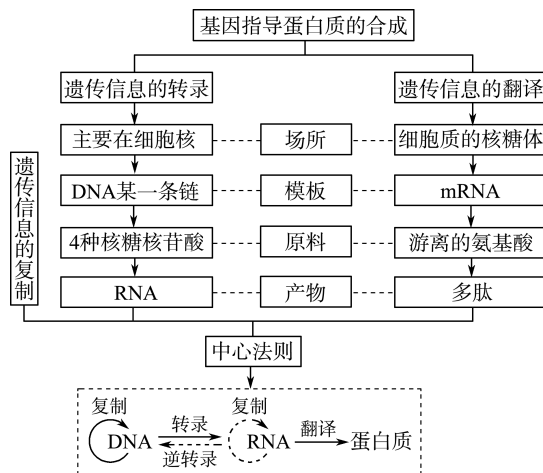 基因指导蛋白质的合成
遗传信息的转录
遗传信息的翻译
主要在细胞核
场所
细胞质的核糖体
遗传信息的复制
DNA某一条链
模板
mRNA
4种核糖核苷酸
原料
游离的氨基酸
RNA
产物
多肽
中心法则
复制
转录
复制
翻译
DNA
RNA
蛋白质
逆转录